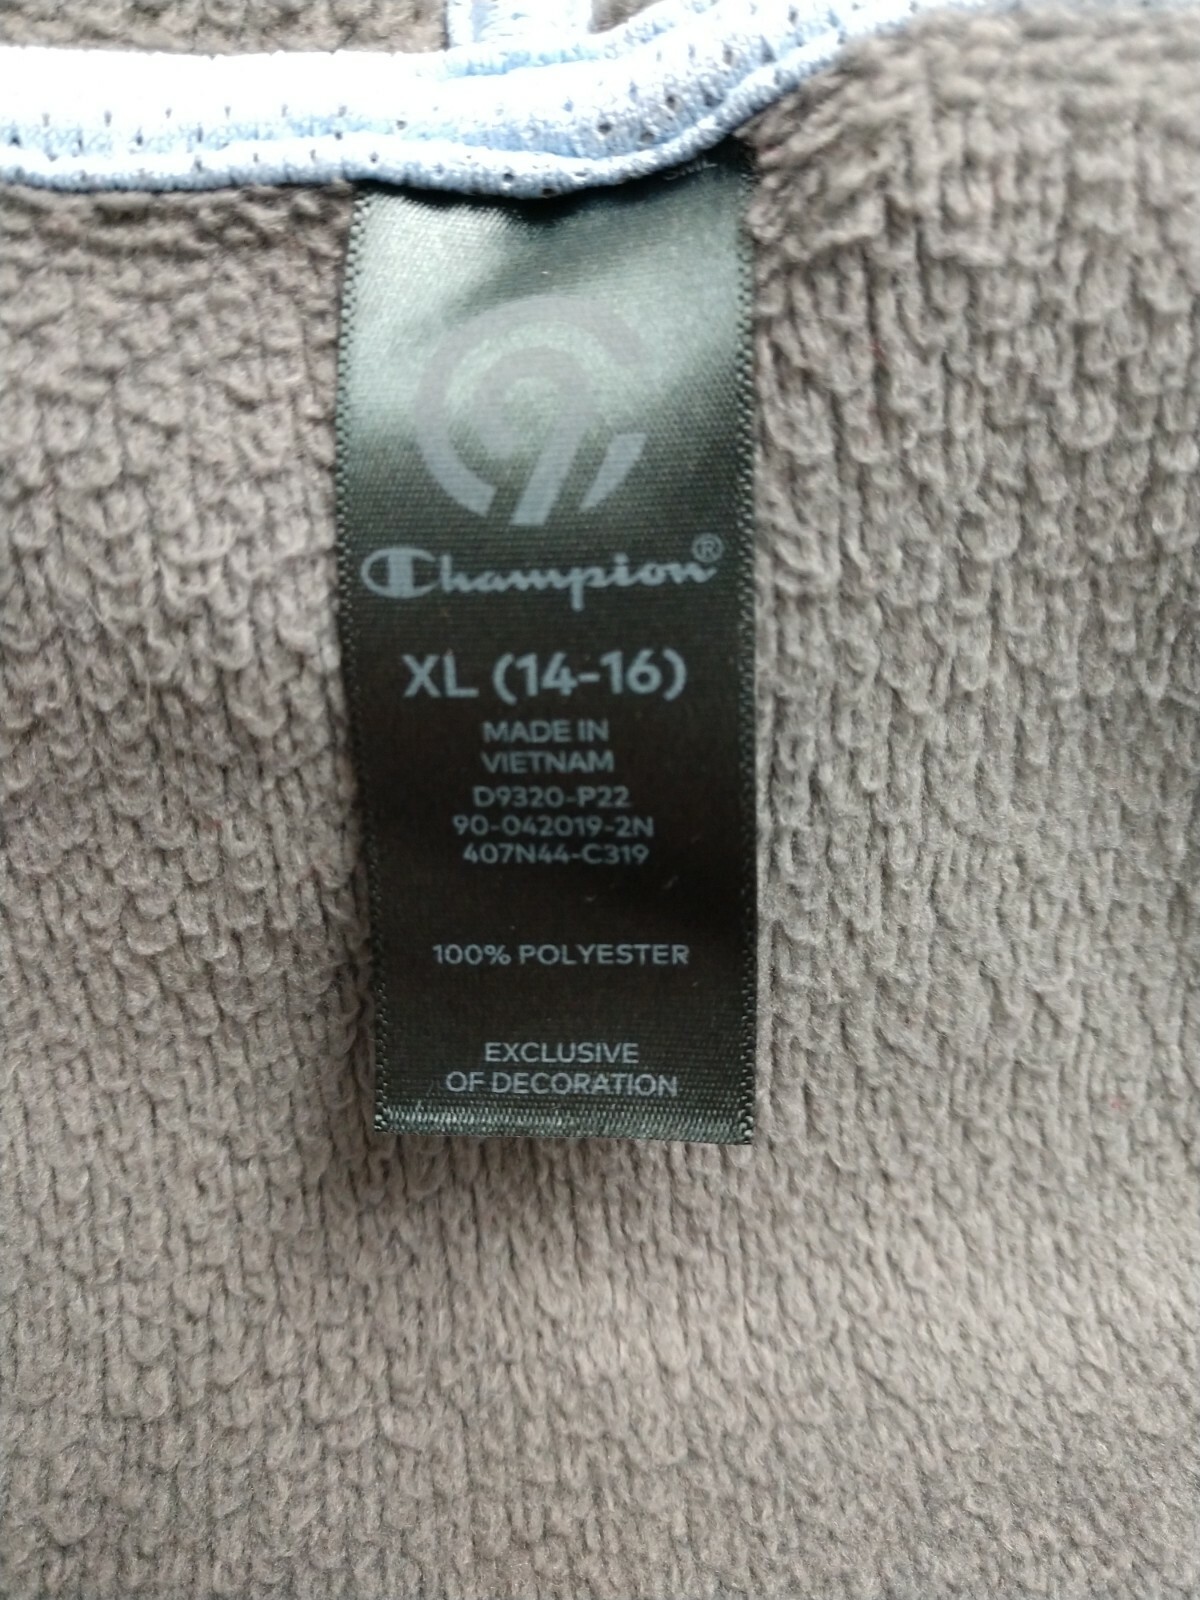 Champion®
XL (14-16)
MADE IN
VIETNAM
D9320-P22
90-042019-2N
407N44-C319
100% POLYESTER
EXCLUSIVE
OF DECORATION